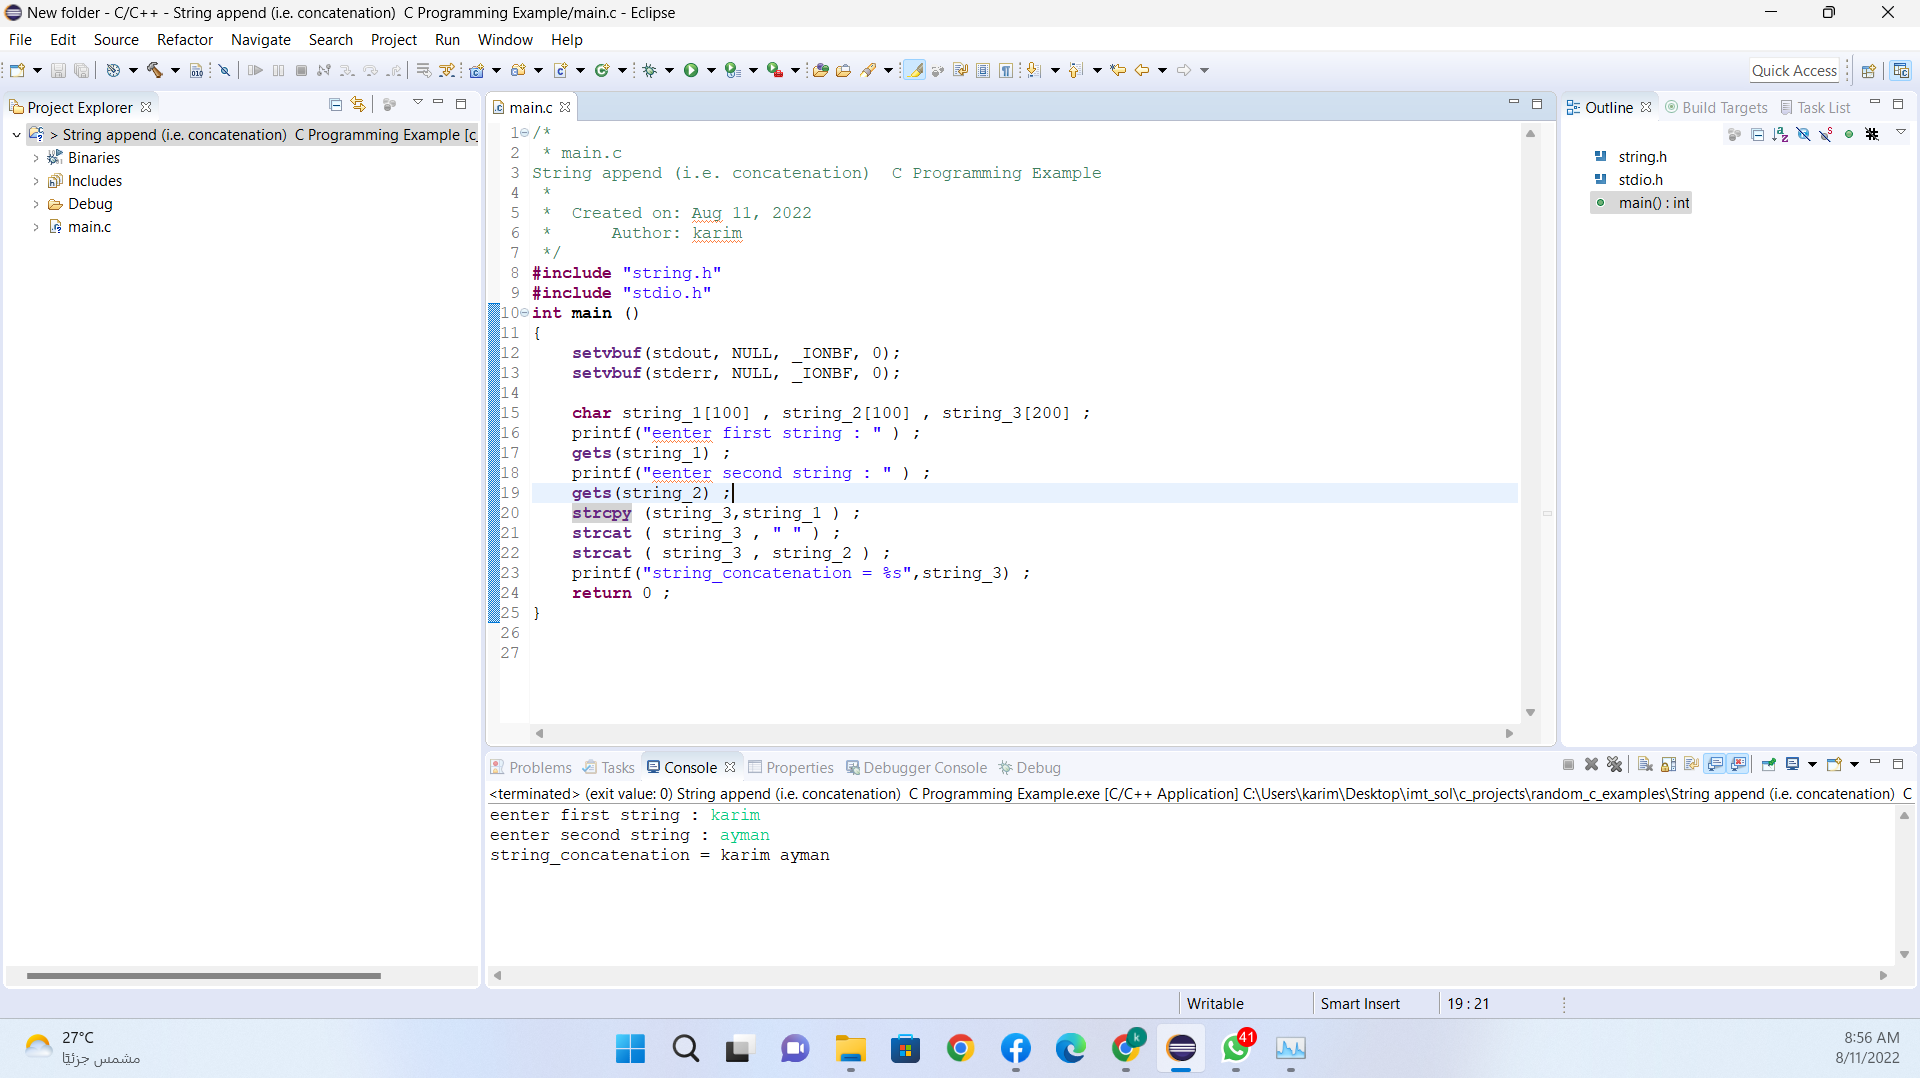 New folder - C/C++ - String append (i.e. concatenation)  C Programming Example/main.c - Eclipse
File Edit Source Refactor Navigate Search Project Run Window Help
Quick Access
Project Explorer
> String append (i.e. concatenation)  C Programming Example [c
Binaries
Includes
Debug
main.c
main.c
1 /*
2  * main.c
3 String append (i.e. concatenation)  C Programming Example
4  *
5  *  Created on: Aug 11, 2022
6  *      Author: karim
7  */
8 #include "string.h"
9 #include "stdio.h"
10 int main ()
11 {
12     setvbuf(stdout, NULL, _IONBF, 0);
13     setvbuf(stderr, NULL, _IONBF, 0);
14
15     char string_1[100] , string_2[100] , string_3[200] ;
16     printf("eenter first string : " ) ;
17     gets(string_1) ;
18     printf("eenter second string : " ) ;
19     gets(string_2) ;
20     strcpy (string_3,string_1 ) ;
21     strcat ( string_3 , " " ) ;
22     strcat ( string_3 , string_2 ) ;
23     printf("string_concatenation = %s",string_3) ;
24     return 0 ;
25 }
26
27
Outline Build Targets Task List
string.h
stdio.h
main() : int
Problems Tasks Console Properties Debugger Console Debug
<terminated> (exit value: 0) String append (i.e. concatenation)  C Programming Example.exe [C/C++ Application] C:\Users\karim\Desktop\imt_sol\c_projects\random_c_examples\String append (i.e. concatenation)  C
eenter first string : karim
eenter second string : ayman
string_concatenation = karim ayman
Writable Smart Insert 19 : 21
27°C
مشمس جزئيًا
k
41
8:56 AM
8/11/2022